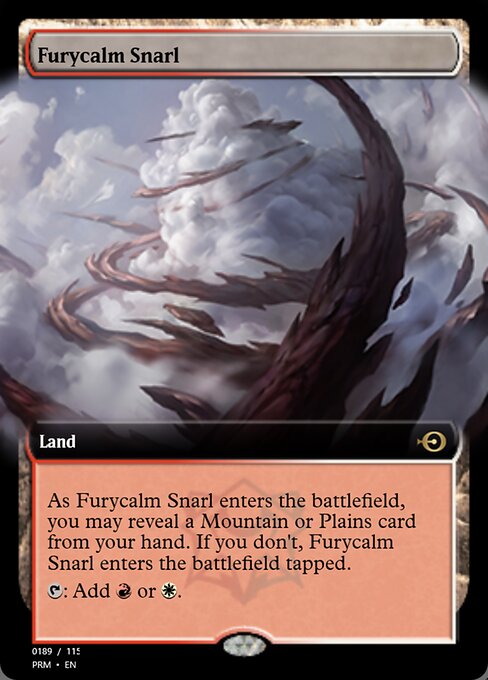 Furycalm Snarl
Land
As Furycalm Snarl enters the battlefield,
you may reveal a Mountain or Plains card
from your hand. If you don't, Furycalm
Snarl enters the battlefield tapped.
: Add or .
0189 / 115
PRM • EN